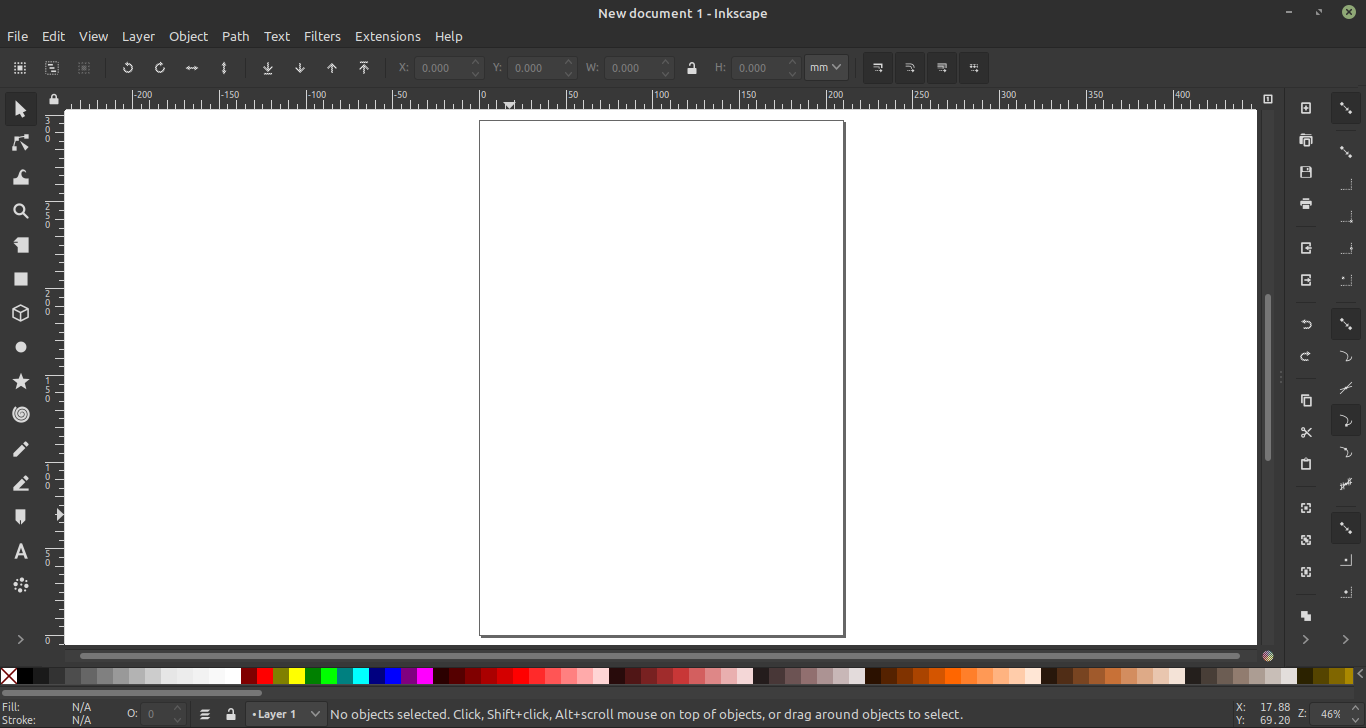 New document 1 - Inkscape
File Edit View Layer Object Path Text Filters Extensions Help
X: 0.000 Y: 0.000 W: 0.000 H: 0.000 mm
-200 -150 -100 -50 0 50 100 150 200 250 300 350 400
300
250
200
150
100
50
0
Fill: N/A
Stroke: N/A
O: 0
•Layer 1
No objects selected. Click, Shift+click, Alt+scroll mouse on top of objects, or drag around objects to select.
X: 17.88
Y: 69.20
Z: 46%